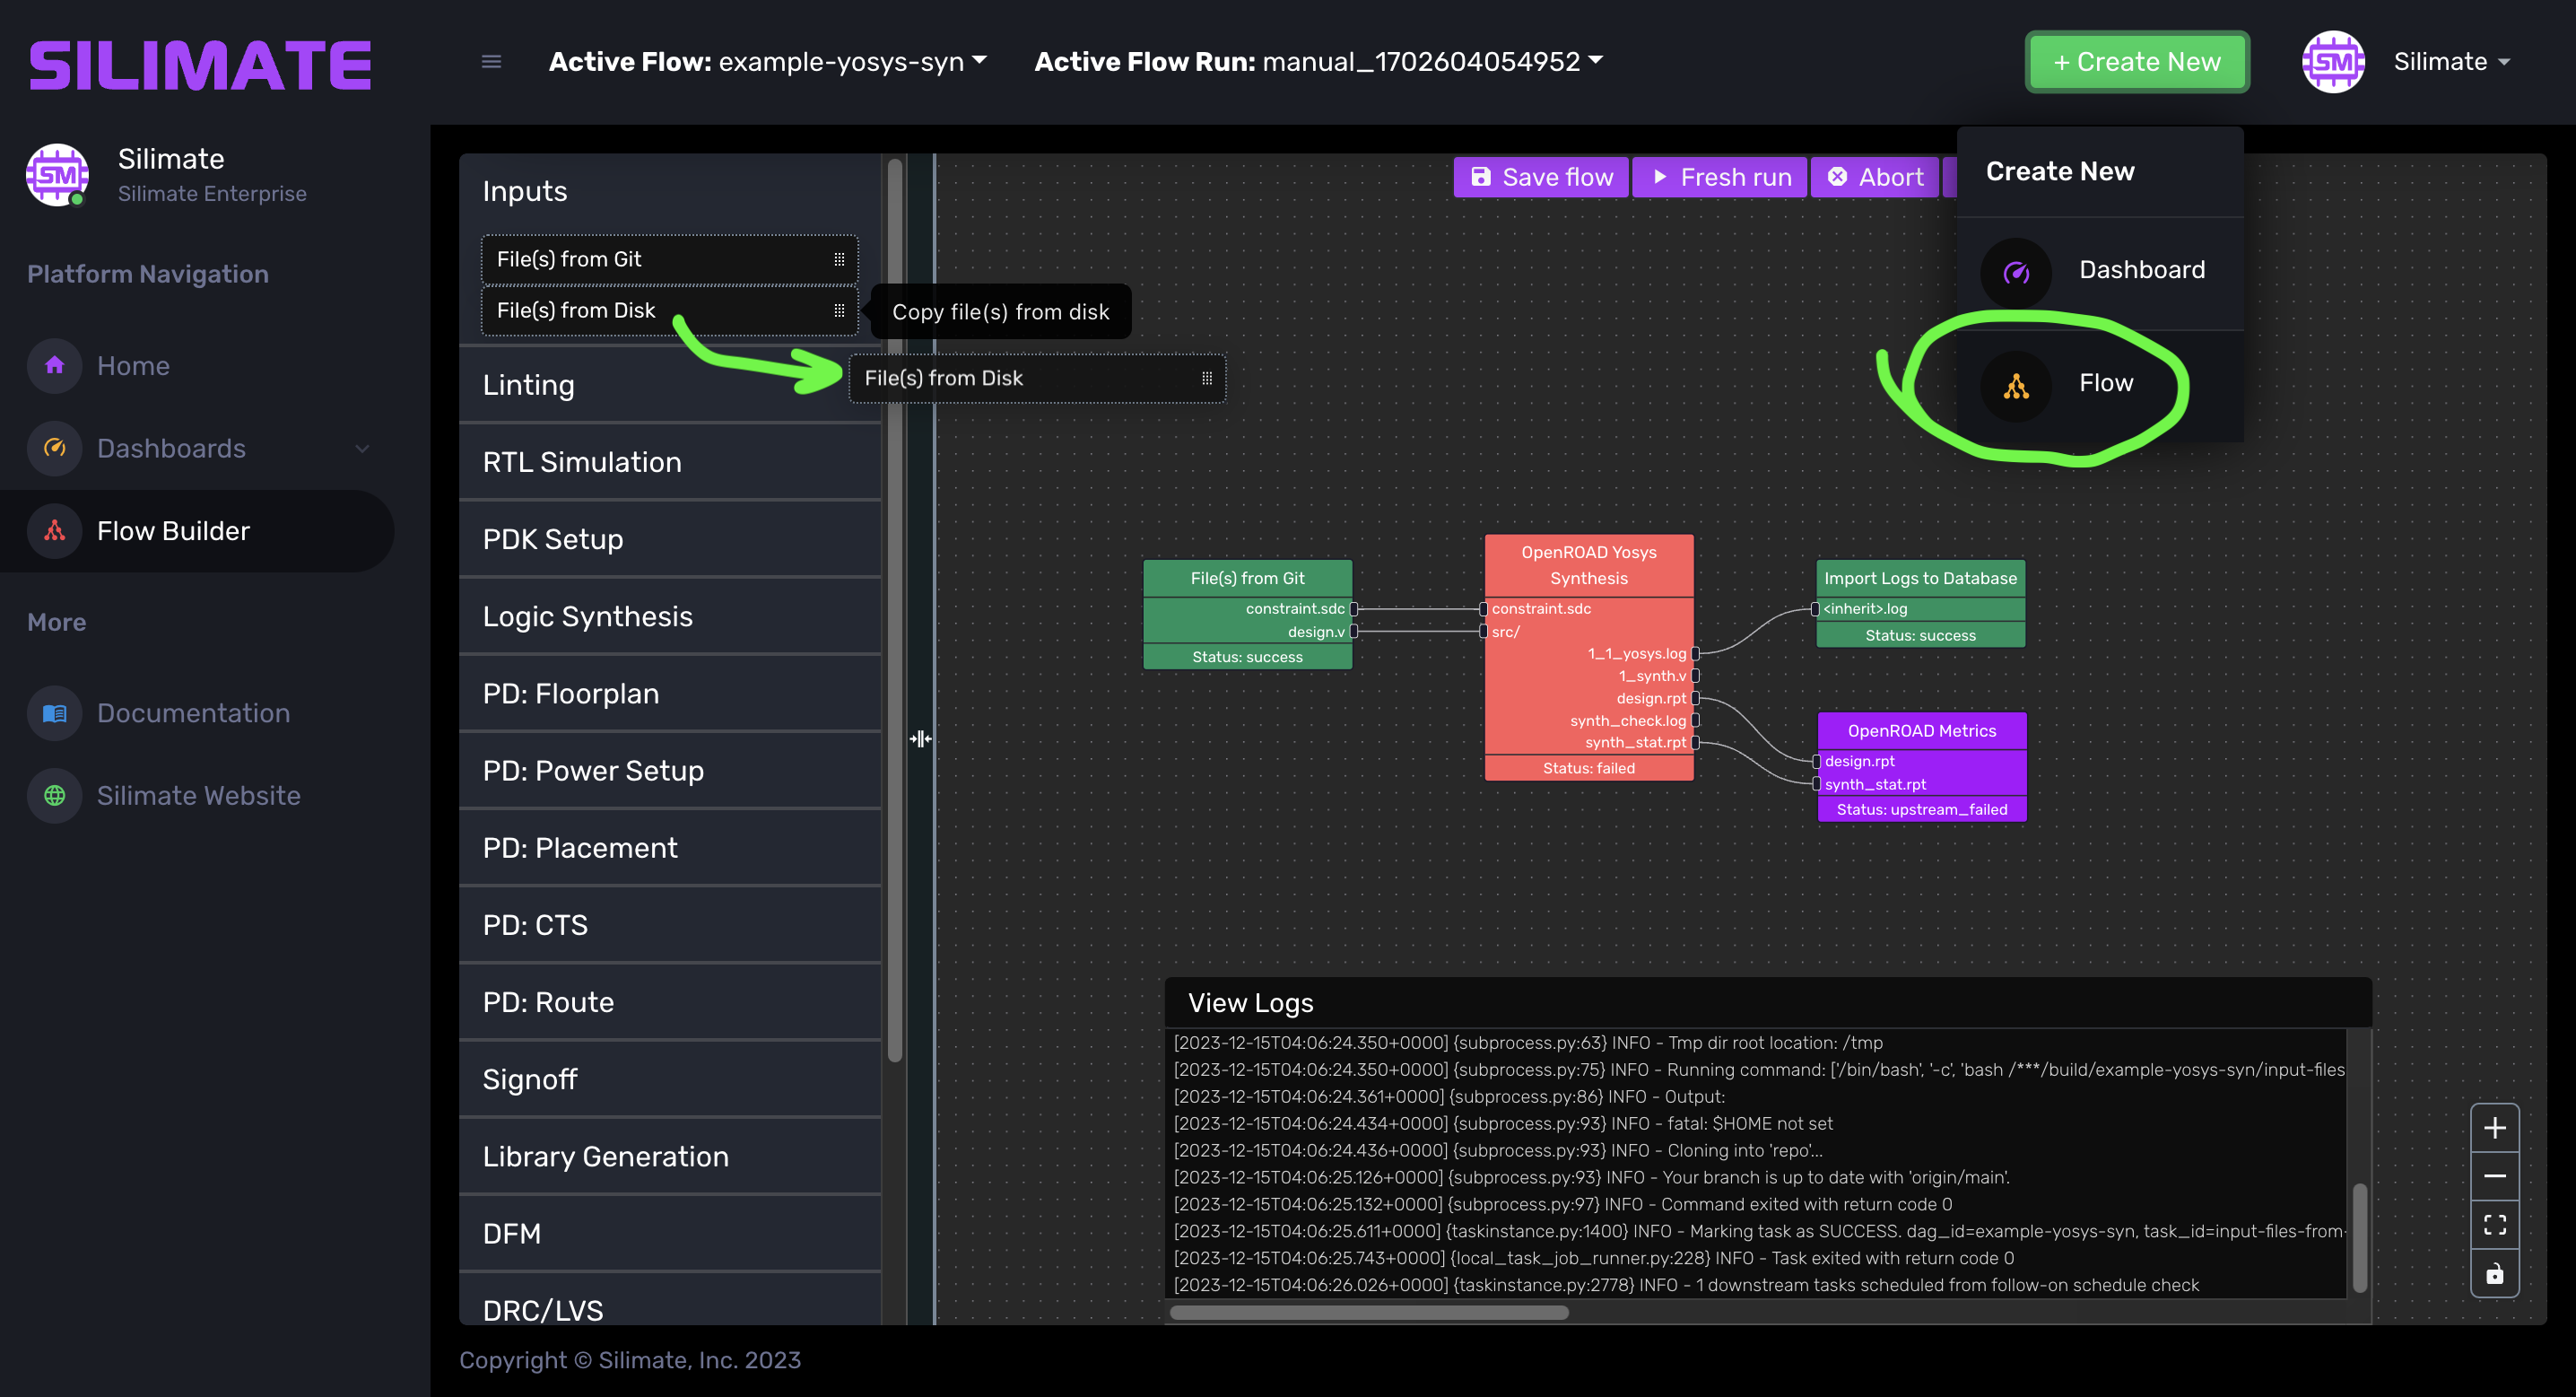 SILIMATE
Active Flow: example-yosys-syn
Active Flow Run: manual_1702604054952
+ Create New
SM
Silimate
SM
Silimate
Silimate Enterprise
Platform Navigation
Home
Dashboards
Flow Builder
More
Documentation
Silimate Website
Inputs
File(s) from Git
File(s) from Disk
Copy file(s) from disk
File(s) from Disk
Linting
RTL Simulation
PDK Setup
Logic Synthesis
PD: Floorplan
PD: Power Setup
PD: Placement
PD: CTS
PD: Route
Signoff
Library Generation
DFM
DRC/LVS
Save flow
Fresh run
Abort
Create New
Dashboard
Flow
File(s) from Git
constraint.sdc
design.v
Status: success
OpenROAD Yosys
Synthesis
constraint.sdc
src/
1_1_yosys.log
1_synth.v
design.rpt
synth_check.log
synth_stat.rpt
Status: failed
Import Logs to Database
<inherit>.log
Status: success
OpenROAD Metrics
design.rpt
synth_stat.rpt
Status: upstream_failed
View Logs
[2023-12-15T04:06:24.350+0000] {subprocess.py:63} INFO - Tmp dir root location: /tmp
[2023-12-15T04:06:24.350+0000] {subprocess.py:75} INFO - Running command: ['/bin/bash', '-c', 'bash /***/build/example-yosys-syn/input-files
[2023-12-15T04:06:24.361+0000] {subprocess.py:86} INFO - Output:
[2023-12-15T04:06:24.434+0000] {subprocess.py:93} INFO - fatal: $HOME not set
[2023-12-15T04:06:24.436+0000] {subprocess.py:93} INFO - Cloning into 'repo'...
[2023-12-15T04:06:25.126+0000] {subprocess.py:93} INFO - Your branch is up to date with 'origin/main'.
[2023-12-15T04:06:25.132+0000] {subprocess.py:97} INFO - Command exited with return code 0
[2023-12-15T04:06:25.611+0000] {taskinstance.py:1400} INFO - Marking task as SUCCESS. dag_id=example-yosys-syn, task_id=input-files-from-
[2023-12-15T04:06:25.743+0000] {local_task_job_runner.py:228} INFO - Task exited with return code 0
[2023-12-15T04:06:26.026+0000] {taskinstance.py:2778} INFO - 1 downstream tasks scheduled from follow-on schedule check
Copyright © Silimate, Inc. 2023